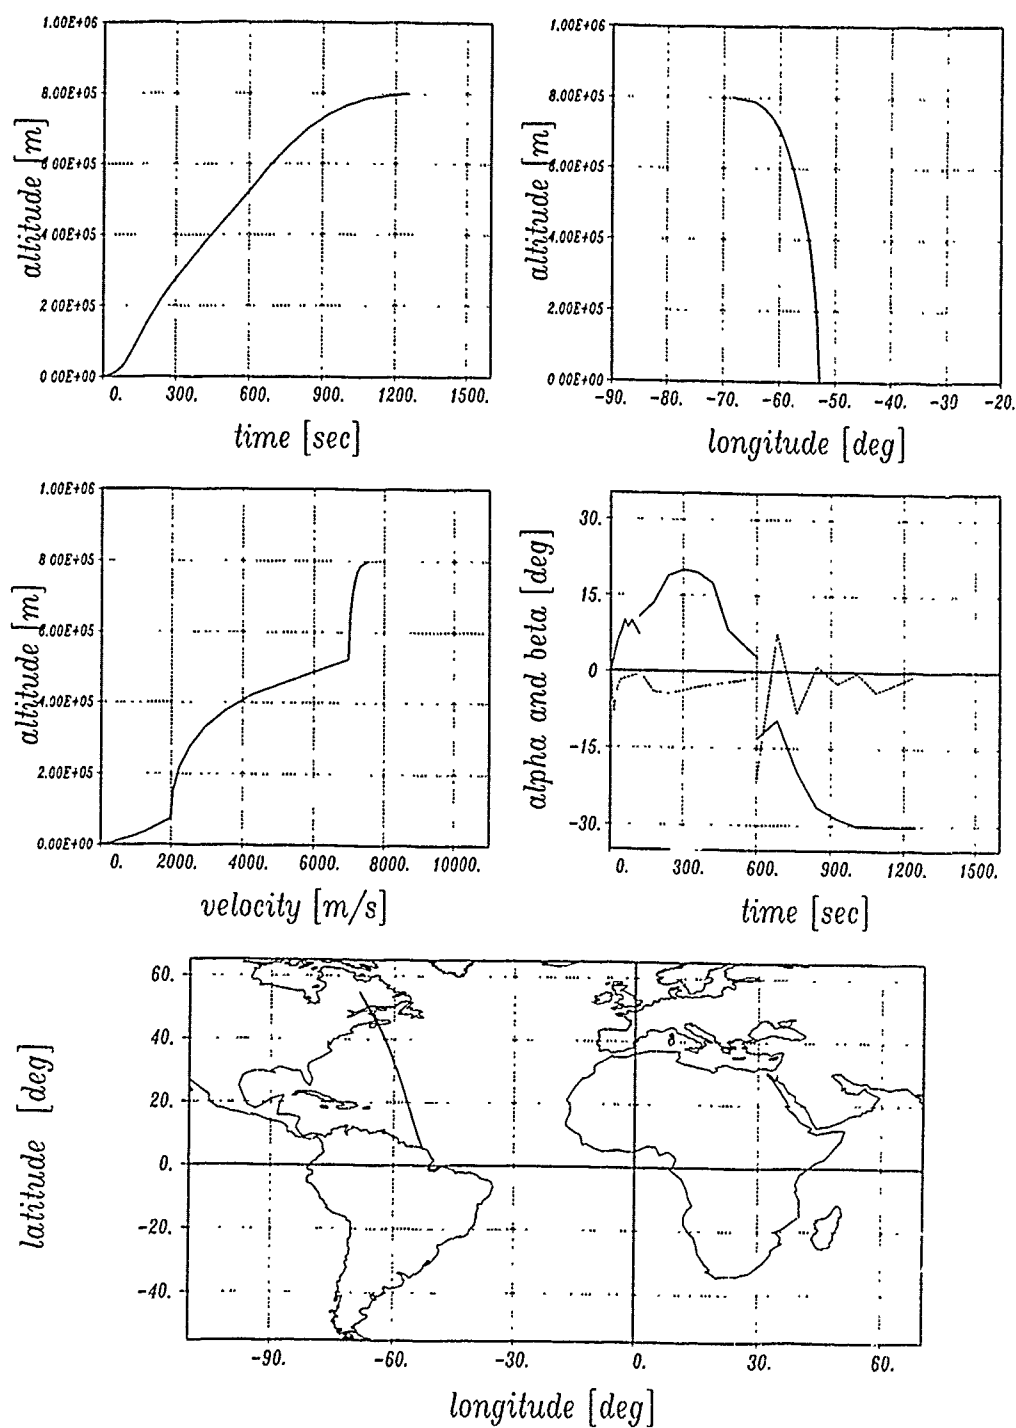 1.00E+06
8.00E+05
6.00E+05
4.00E+05
2.00E+05
0 00E+00
altitude [m]
0. 300. 600. 900. 1200. 1500.
time [sec]
1.00E+06
8.00E+05
6.00E+05
4.00E+05
2.00E+05
0 00E+00
altitude [m]
-90. -80. -70. -60. -50. -40. -30. -20.
longitude [deg]
1.00E+06
8 00E+05
6 00E+05
4.00E+05
2.00E+05
0.00E+00
altitude [m]
0. 2000. 4000. 6000. 8000. 10000.
velocity [m/s]
30.
15.
0
-15.
-30.
alpha and beta [deg]
0. 300. 600. 900. 1200. 1500.
time [sec]
60.
40.
20.
0.
-20.
-40.
latitude [deg]
-90. -60. -30. 0. 30. 60.
longitude [deg]